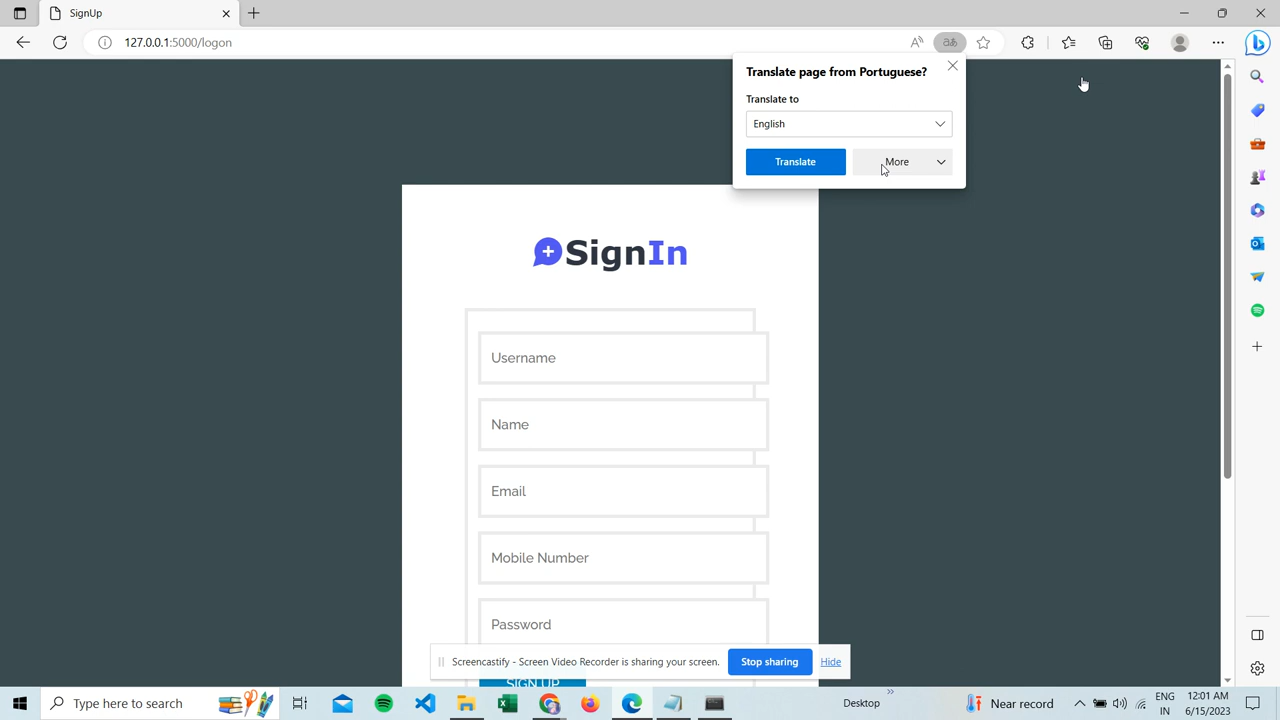 SignUp
127.0.0.1:5000/logon
Translate page from Portuguese?
Translate to
English
Translate
More
SignIn
Username
Name
Email
Mobile Number
Password
Screencastify - Screen Video Recorder is sharing your screen.
Stop sharing
Hide
SIGN UP
Type here to search
Desktop
Near record
ENG
IN
12:01 AM
6/15/2023